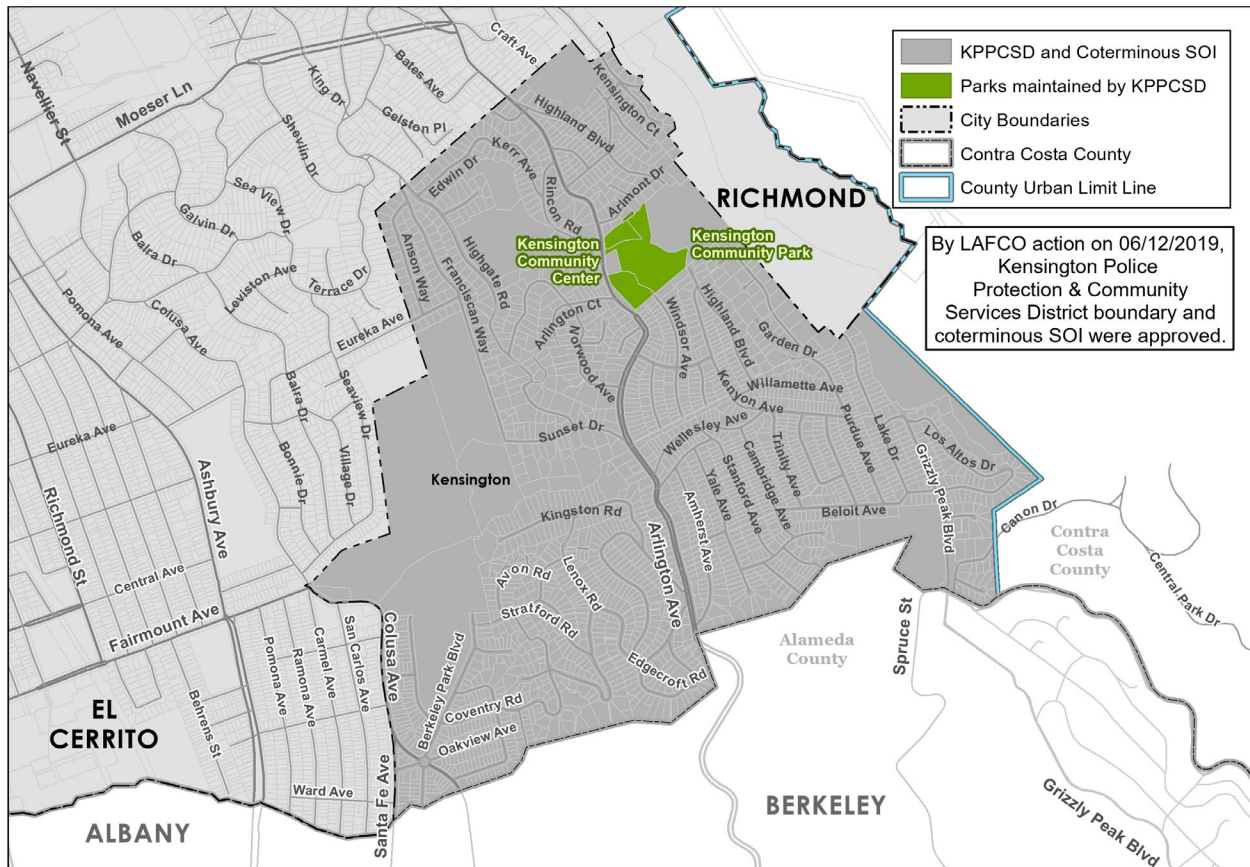 KPPCSD and Coterminous SOI
Parks maintained by KPPCSD
City Boundaries
Contra Costa County
County Urban Limit Line
By LAFCO action on 06/12/2019,
Kensington Police
Protection & Community
Services District boundary and
coterminous SOI were approved.
Navellier St
Moeser Ln
King Dr
Shevlin Dr
Bates Ave
Gelston Pl
Craft Ave
Kensington Ct
Highland Blvd
Edwin Dr
Kerr Ave
Rincon Rd
Arlmont Dr
RICHMOND
Sea View Dr
Galvin Dr
Balra Dr
Leviston Ave
Terrace Dr
Pomona Ave
Colusa Ave
Eureka Ave
Anson Way
Highgate Rd
Franciscan Way
Kensington
Community
Center
Kensington
Community Park
Arlington Ct
Norwood Ave
Windsor Ave
Highland Blvd
Garden Dr
Willamette Ave
Kenyon Ave
Balra Dr
Seaview Dr
Eureka Ave
Bonnie Dr
Village Dr
Ashbury Ave
Richmond St
Sunset Dr
Wellesley Ave
Purdue Ave
Lake Dr
Los Altos Dr
Trinity Ave
Cambridge Ave
Stanford Ave
Yale Ave
Grizzly Peak Blvd
Kensington
Kingston Rd
Amherst Ave
Beloit Ave
Canon Dr
Contra
Costa
County
Central Park Dr
Central Ave
Fairmount Ave
Avon Rd
Lenox Rd
Stratford Rd
Arlington Ave
Edgecroft Rd
Alameda
County
Spruce St
Pomona Ave
Ramona Ave
Carmel Ave
San Carlos Ave
Colusa Ave
Berkeley Park Blvd
Coventry Rd
Oakview Ave
EL
CERRITO
Behrens St
Ward Ave
Santa Fe Ave
ALBANY
BERKELEY
Grizzly Peak Blvd